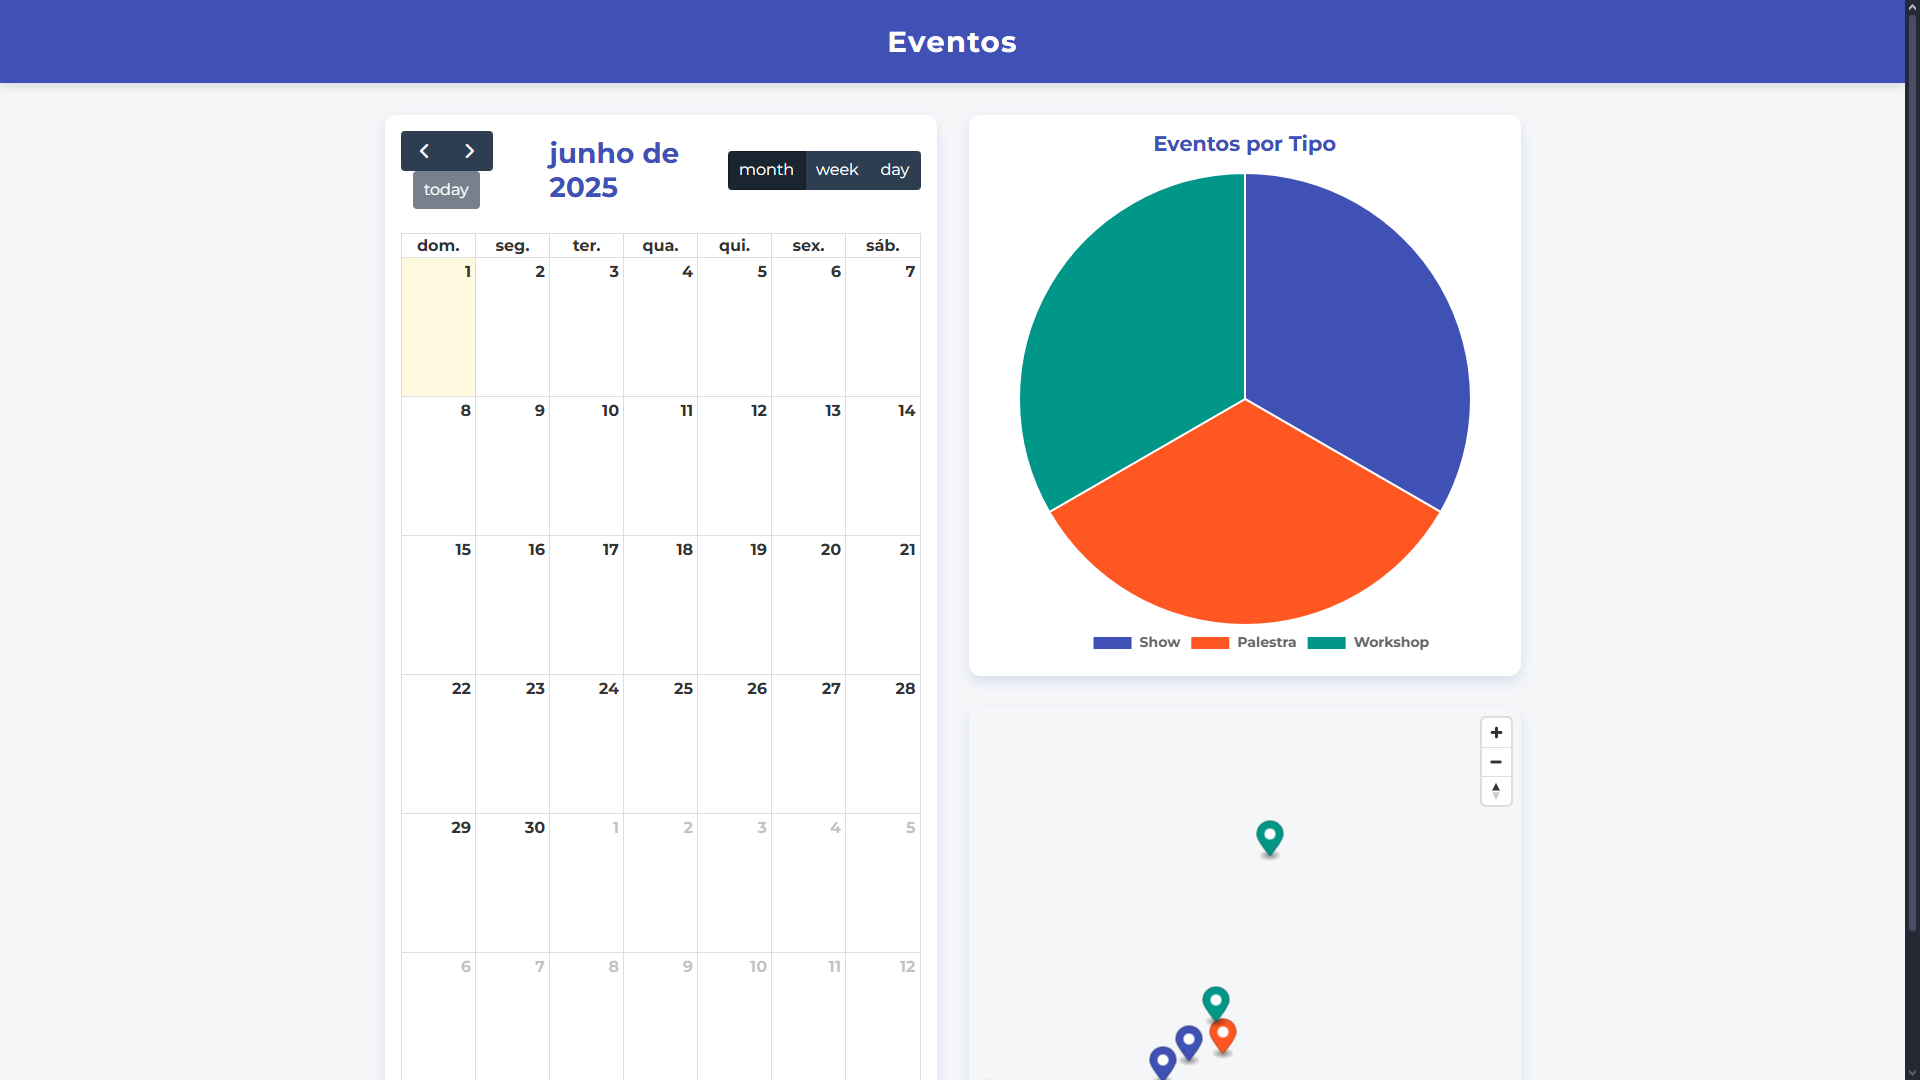 Eventos
today
junho de
2025
month week day
dom. seg. ter. qua. qui. sex. sáb.
1 2 3 4 5 6 7
8 9 10 11 12 13 14
15 16 17 18 19 20 21
22 23 24 25 26 27 28
29 30 1 2 3 4 5
6 7 8 9 10 11 12
Eventos por Tipo
Show Palestra Workshop